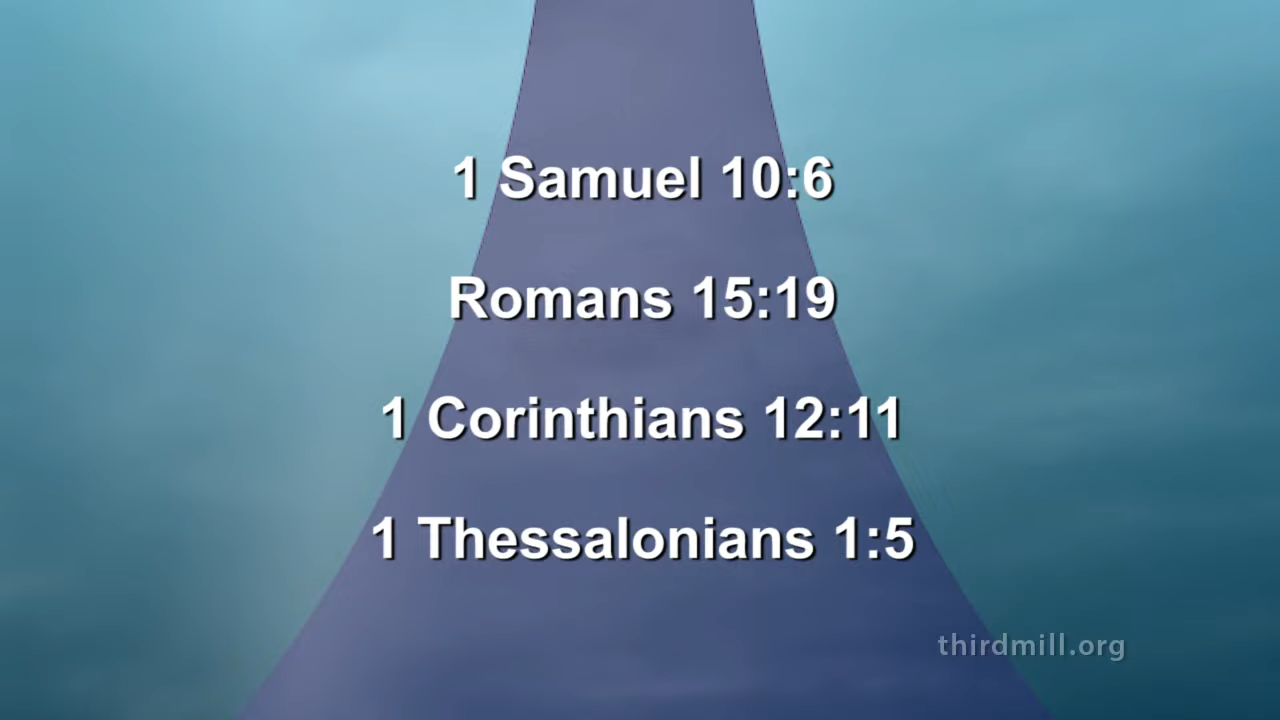 1 Samuel 10:6
Romans 15:19
1 Corinthians 12:11
1 Thessalonians 1:5
thirdmill.org